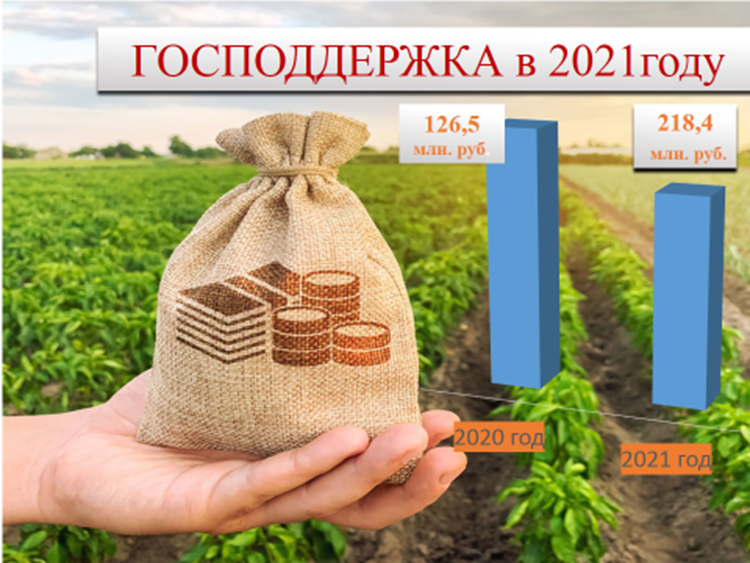 ГОСПОДДЕРЖКА в 2021году
126,5
млн. руб.
218,4
млн. руб.
2020 год
2021 год